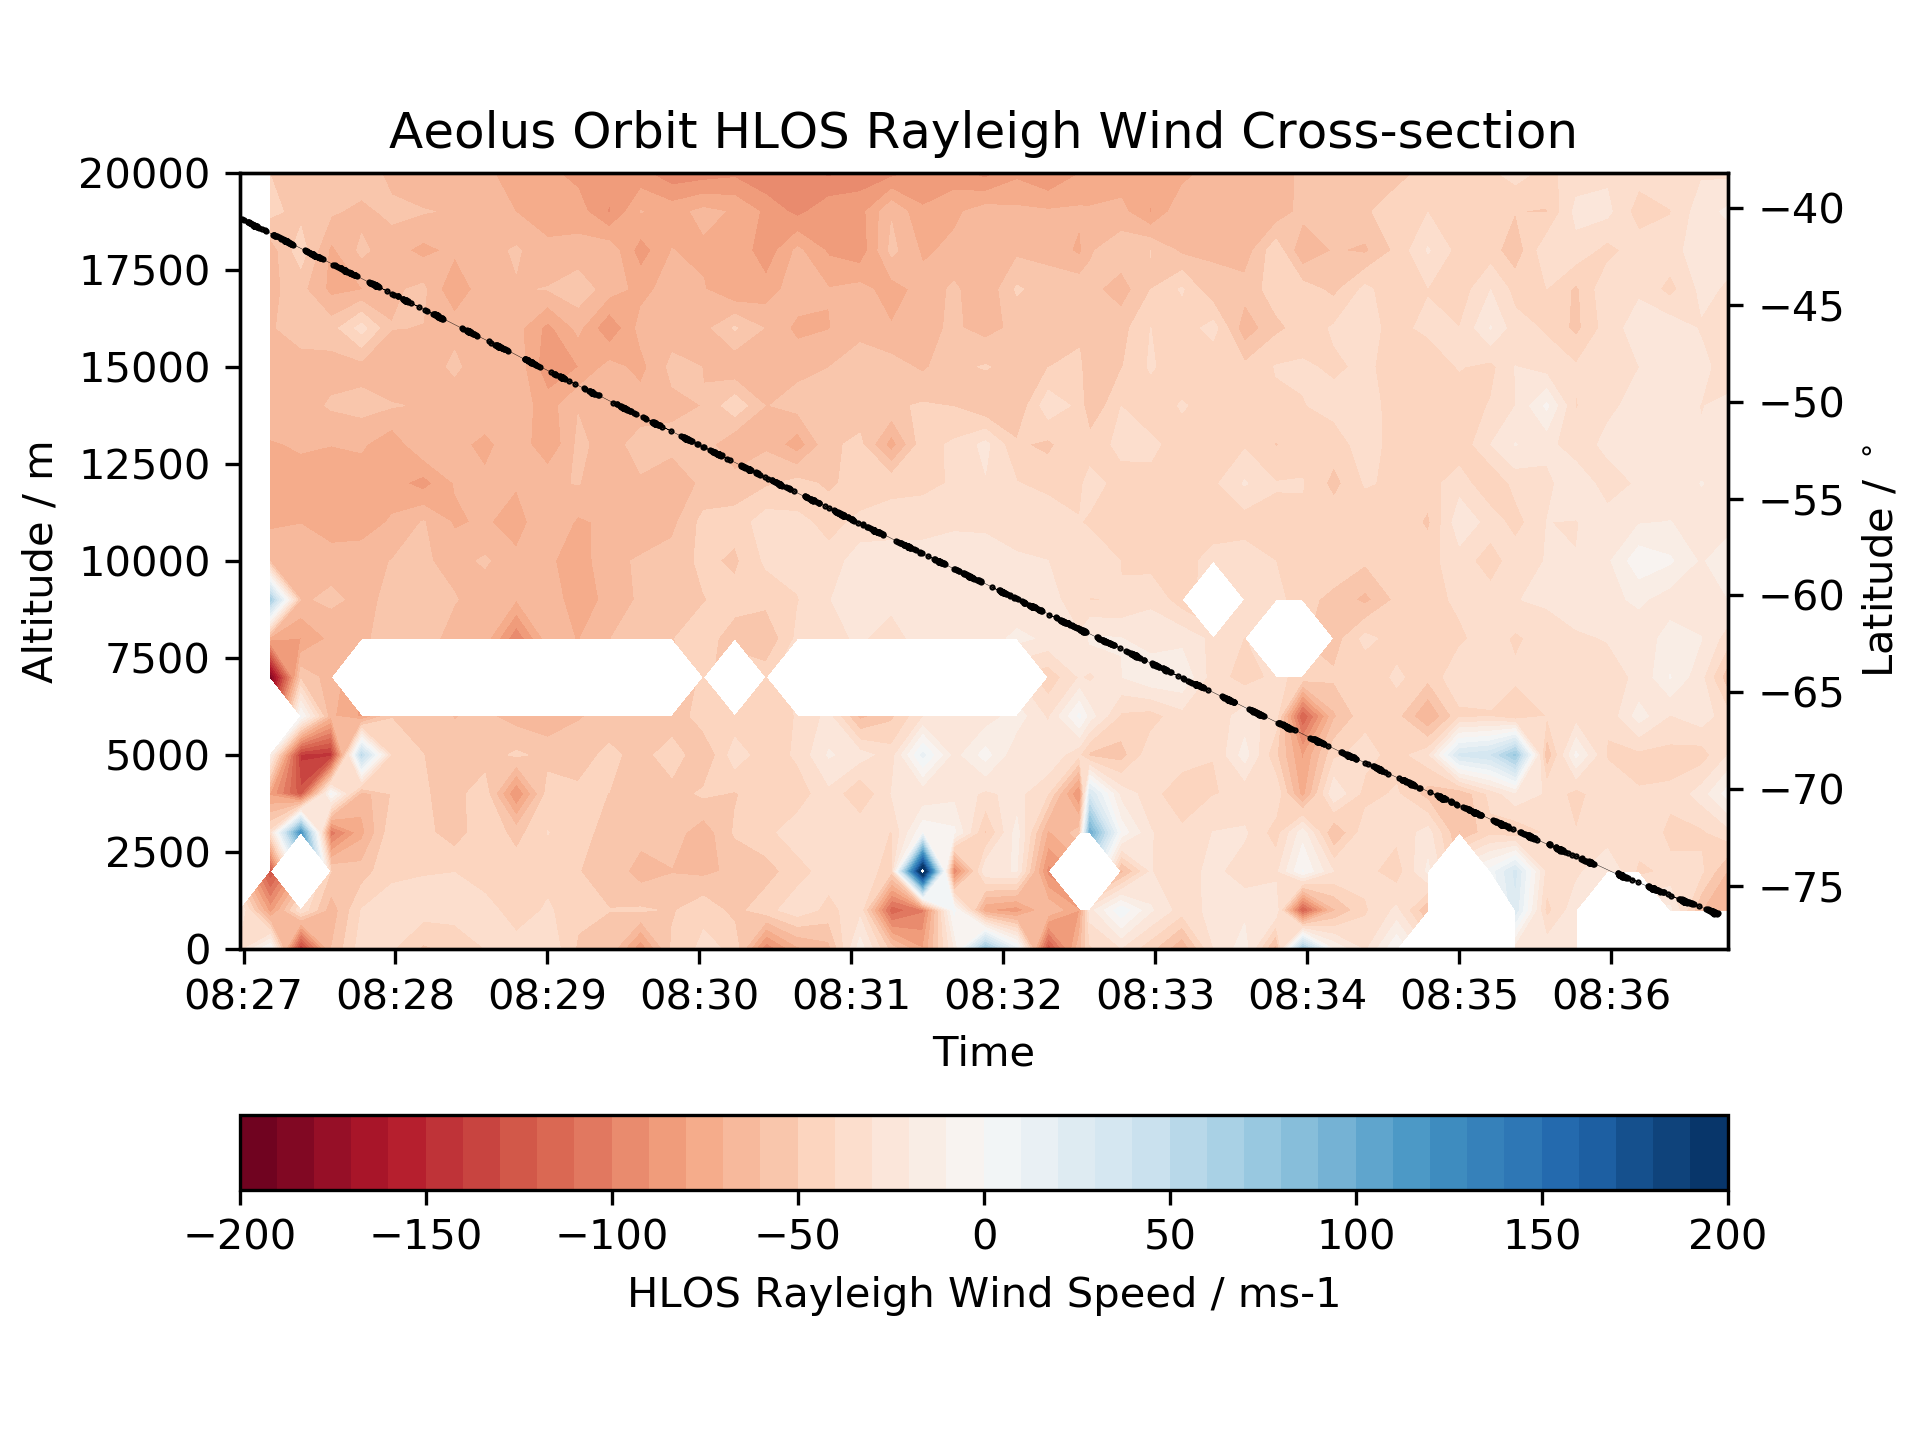 Aeolus Orbit HLOS Rayleigh Wind Cross-section
20000
17500
15000
12500
10000
7500
5000
2500
0
Altitude / m
−40
−45
−50
−55
−60
−65
−70
−75
Latitude / °
08:27 08:28 08:29 08:30 08:31 08:32 08:33 08:34 08:35 08:36
Time
−200 −150 −100 −50 0 50 100 150 200
HLOS Rayleigh Wind Speed / ms-1